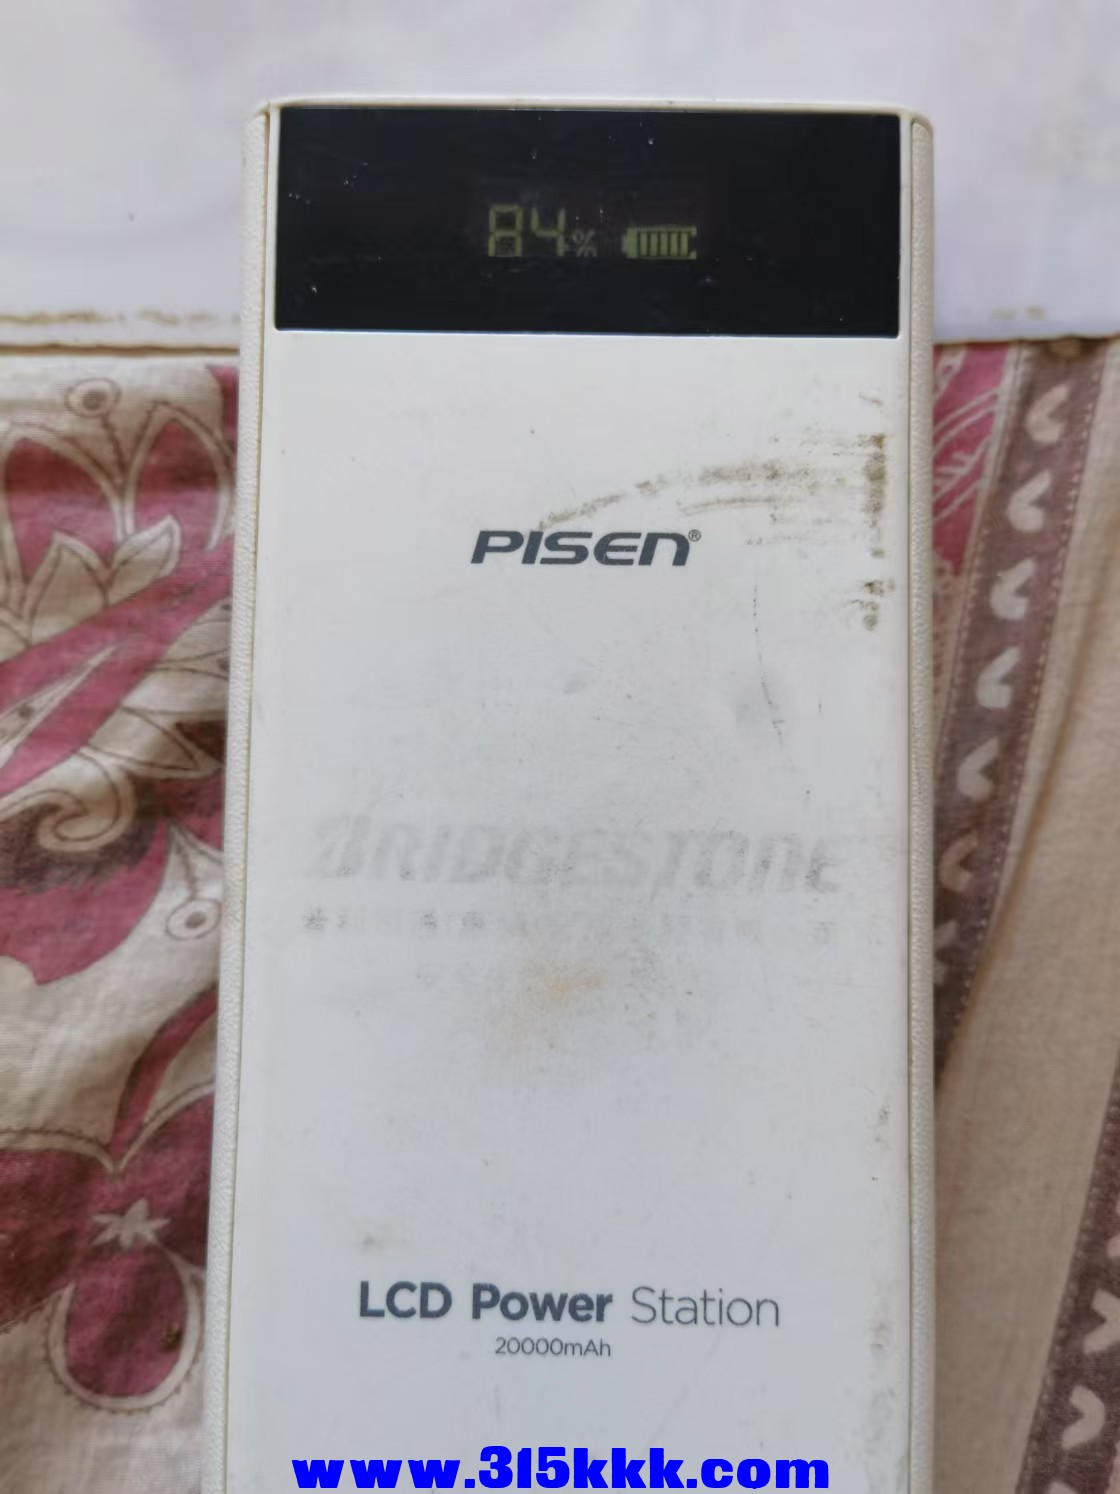 84%
PISEN®
BRIDGESTONE
LCD Power Station
20000mAh
www.315kkk.com